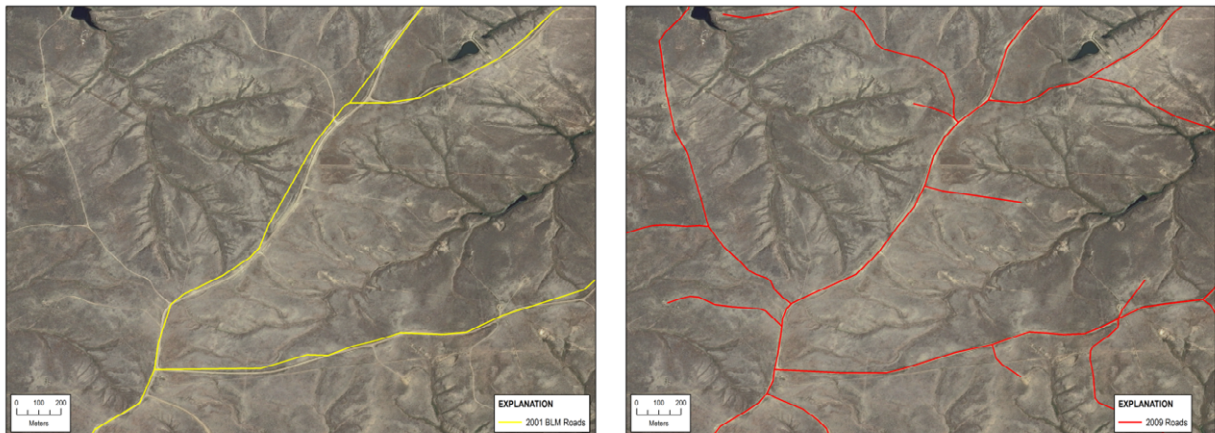 0 100 200
Meters
EXPLANATION
2001 BLM Roads
0 100 200
Meters
EXPLANATION
2009 Roads